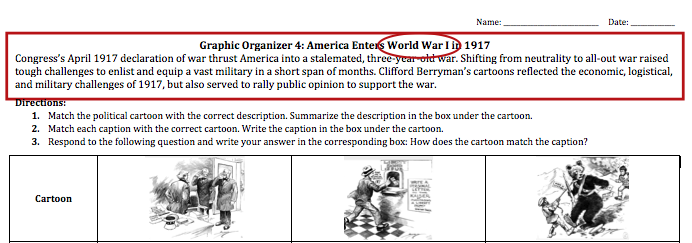 Name: ____________________ Date: __________
Graphic Organizer 4: America Enters World War I in 1917
Congress's April 1917 declaration of war thrust America into a stalemated, three-year-old war. Shifting from neutrality to all-out war raised
tough challenges to enlist and equip a vast military in a short span of months. Clifford Berryman's cartoons reflected the economic, logistical,
and military challenges of 1917, but also served to rally public opinion to support the war.
Directions:
1. Match the political cartoon with the correct description. Summarize the description in the box under the cartoon.
2. Match each caption with the correct cartoon. Write the caption in the box under the cartoon.
3. Respond to the following question and write your answer in the corresponding box: How does the cartoon match the caption?
Cartoon